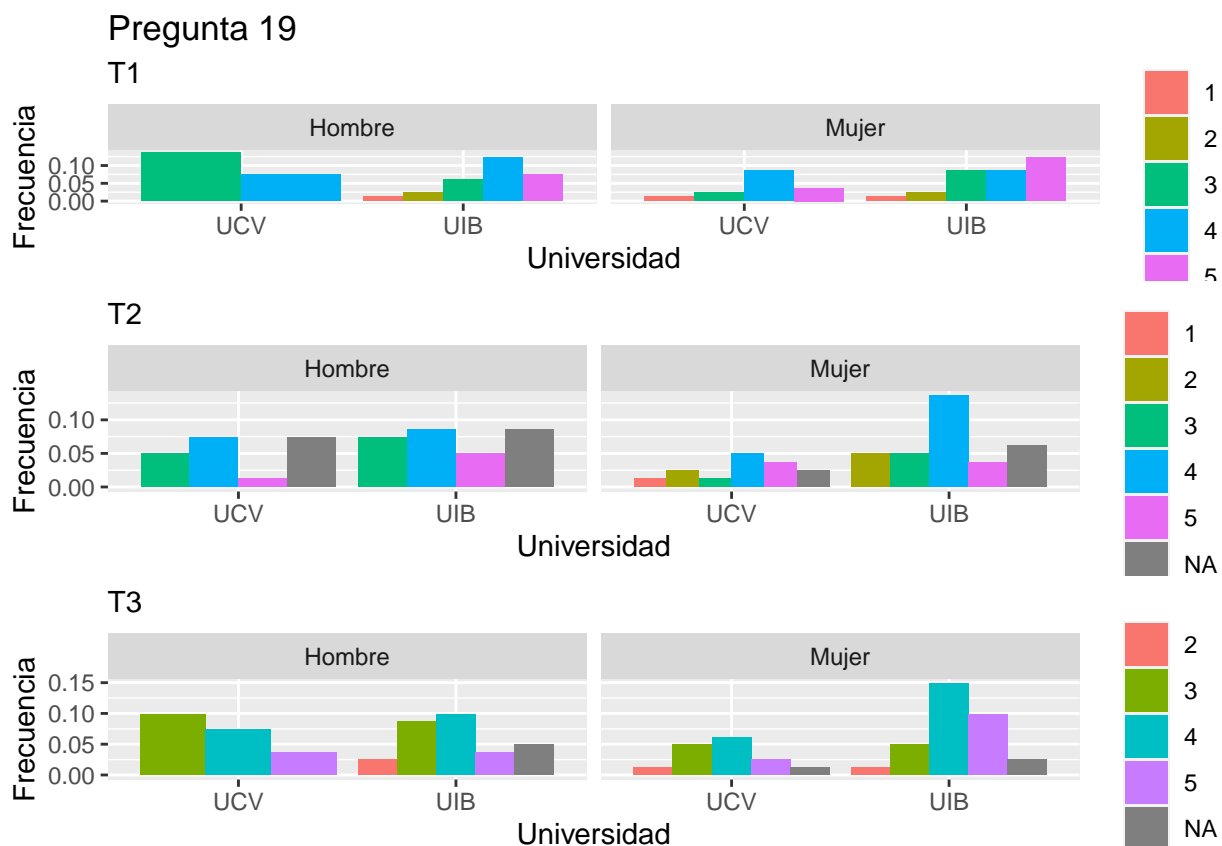 Pregunta 19
T1
Frecuencia
Hombre
Mujer
0.10
0.05
0.00
UCV
UIB
UCV
UIB
Universidad
1
2
3
4
5
T2
Frecuencia
Hombre
Mujer
0.10
0.05
0.00
UCV
UIB
UCV
UIB
Universidad
1
2
3
4
5
NA
T3
Frecuencia
Hombre
Mujer
0.15
0.10
0.05
0.00
UCV
UIB
UCV
UIB
Universidad
2
3
4
5
NA